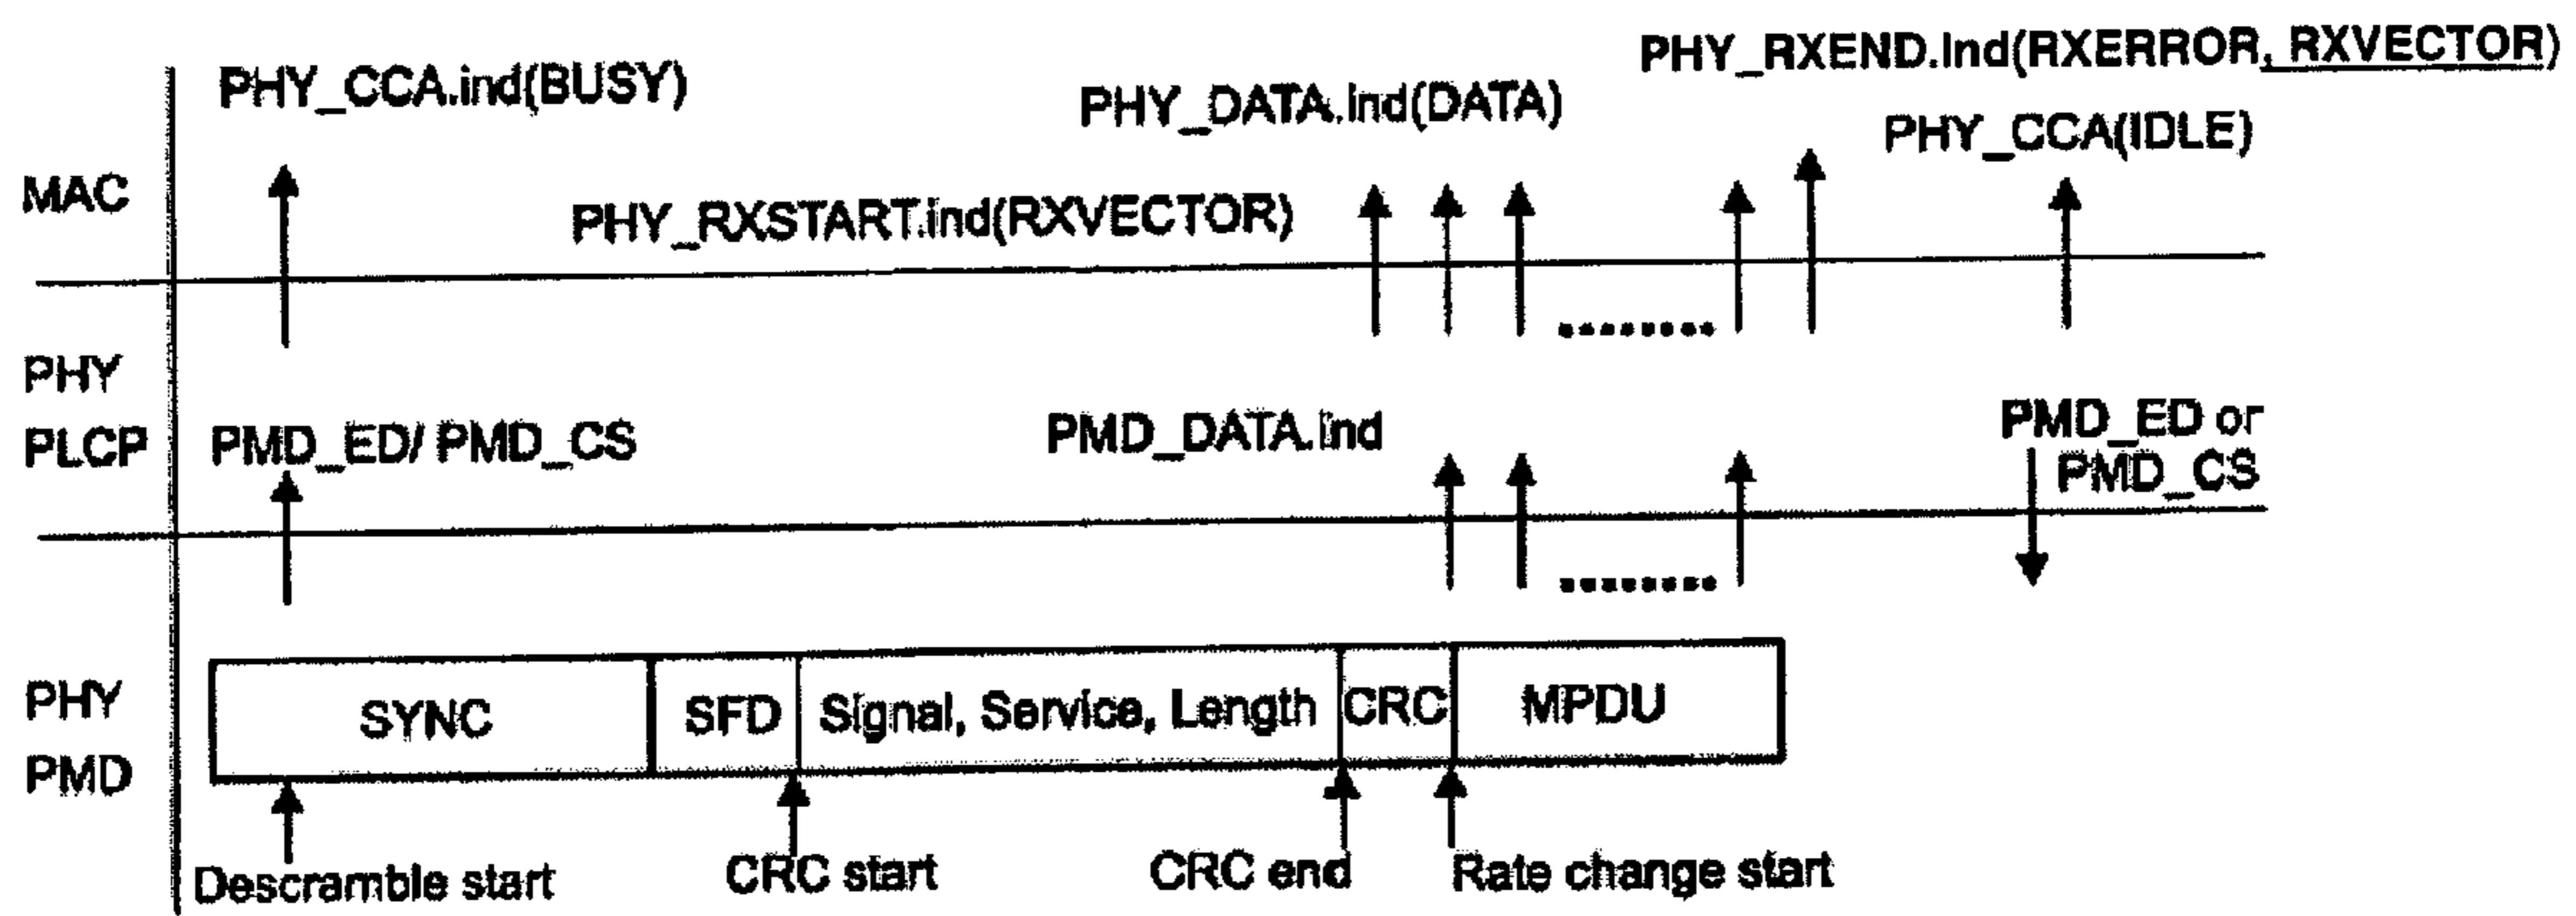 PHY_RXEND.Ind(RXERROR, RXVECTOR)
PHY_CCA.ind(BUSY)
PHY_DATA.Ind(DATA)
PHY_CCA(IDLE)
MAC
PHY_RXSTART.ind(RXVECTOR)
PHY
PLCP
PMD_ED/ PMD_CS
PMD_DATA.Ind
PMD_ED or
PMD_CS
PHY
PMD
SYNC
SFD
Signal, Service, Length
CRC
MPDU
Descramble start
CRC start
CRC end
Rate change start